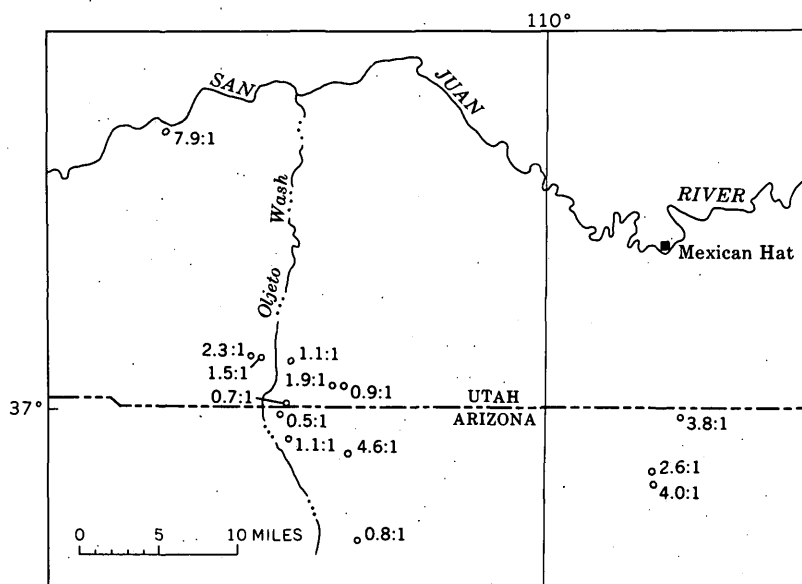 110°
SAN
JUAN
7.9:1
Wash
RIVER
Mexican Hat
Oljeto
2.3:1
1.1:1
1.5:1
1.9:1
0.9:1
0.7:1
UTAH
37°
ARIZONA
0.5:1
3.8:1
1.1:1
4.6:1
2.6:1
4.0:1
0 5 10 MILES
0.8:1